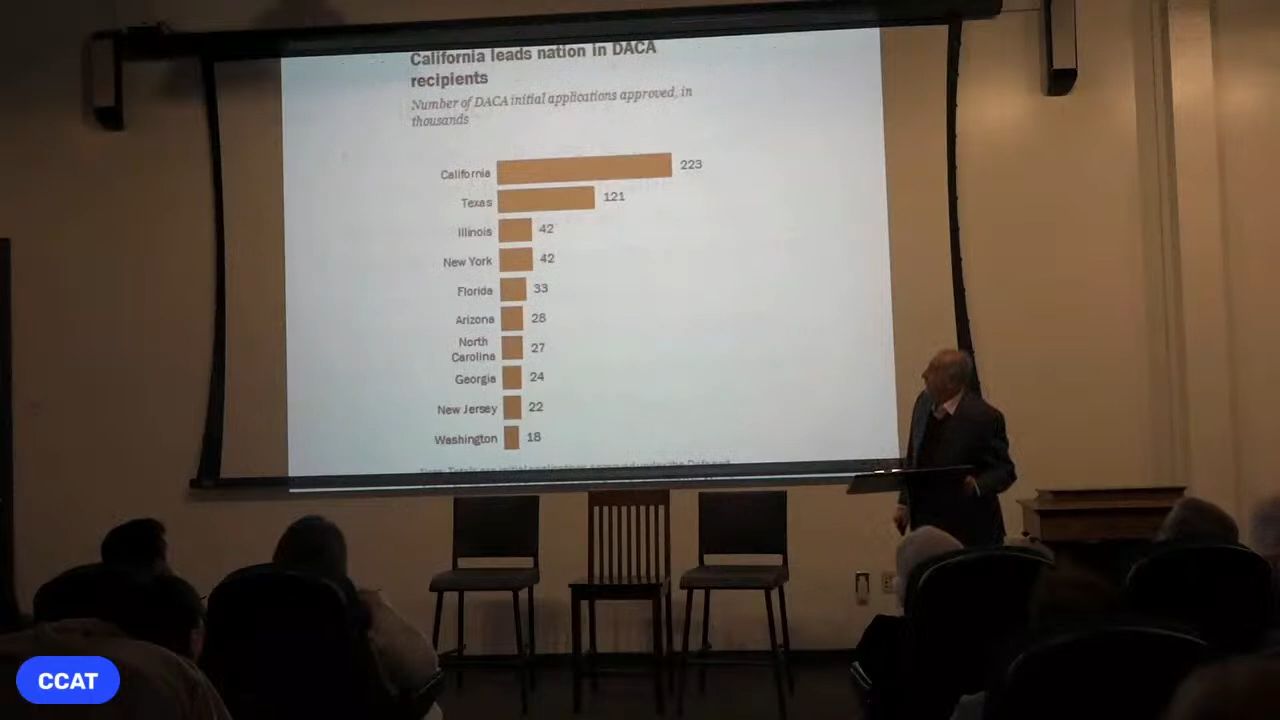 California leads nation in DACA
recipients
Number of DACA initial applications approved, in
thousands
California 223
Texas 121
Illinois 42
New York 42
Florida 33
Arizona 28
North
Carolina 27
Georgia 24
New Jersey 22
Washington 18
CCAT